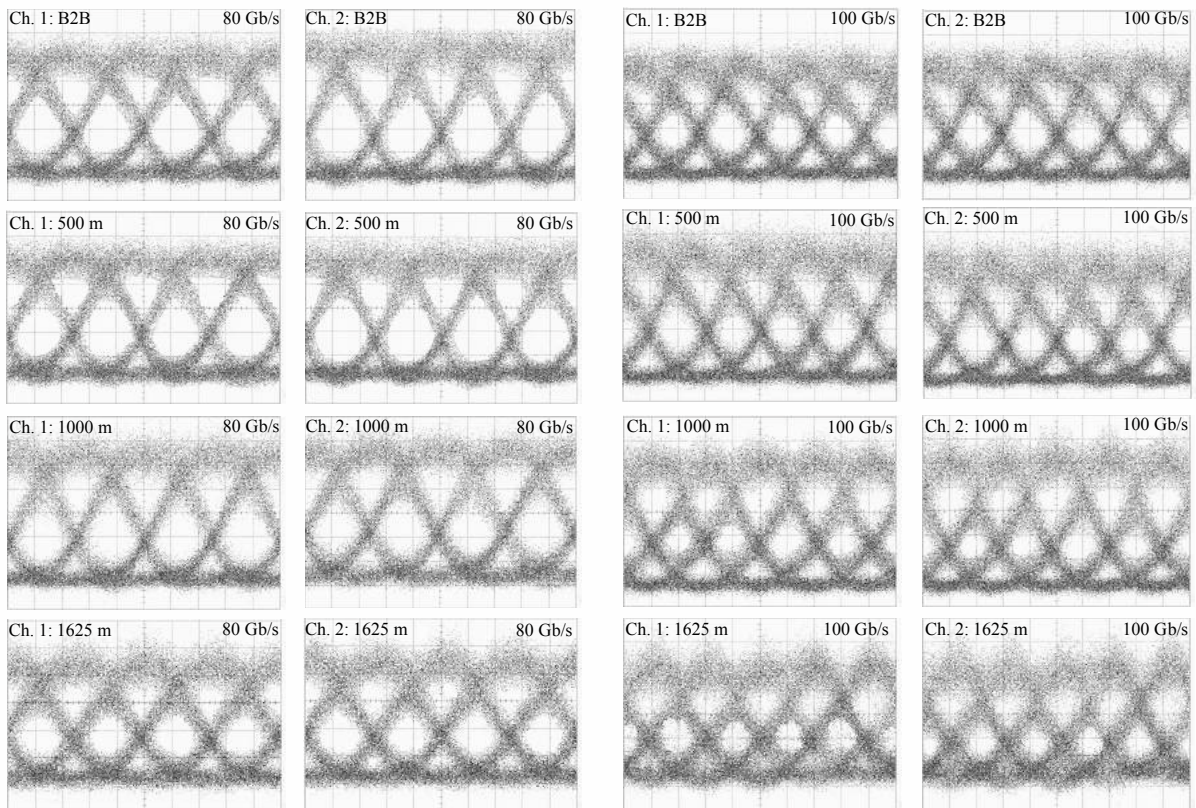 Ch. 1: B2B 80 Gb/s
Ch. 2: B2B 80 Gb/s
Ch. 1: B2B 100 Gb/s
Ch. 2: B2B 100 Gb/s
Ch. 1: 500 m 80 Gb/s
Ch. 2: 500 m 80 Gb/s
Ch. 1: 500 m 100 Gb/s
Ch. 2: 500 m 100 Gb/s
Ch. 1: 1000 m 80 Gb/s
Ch. 2: 1000 m 80 Gb/s
Ch. 1: 1000 m 100 Gb/s
Ch. 2: 1000 m 100 Gb/s
Ch. 1: 1625 m 80 Gb/s
Ch. 2: 1625 m 80 Gb/s
Ch. 1: 1625 m 100 Gb/s
Ch. 2: 1625 m 100 Gb/s